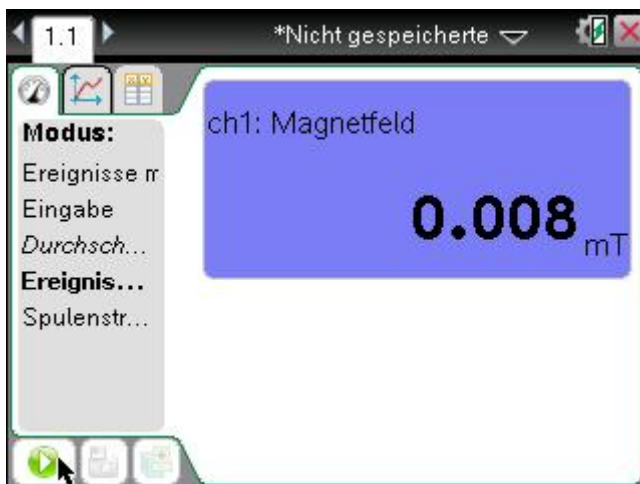 1.1
*Nicht gespeicherte
Modus:
Ereignisse m
Eingabe
Durchsch...
Ereignis...
Spulenstr...
ch1: Magnetfeld
0.008 mT